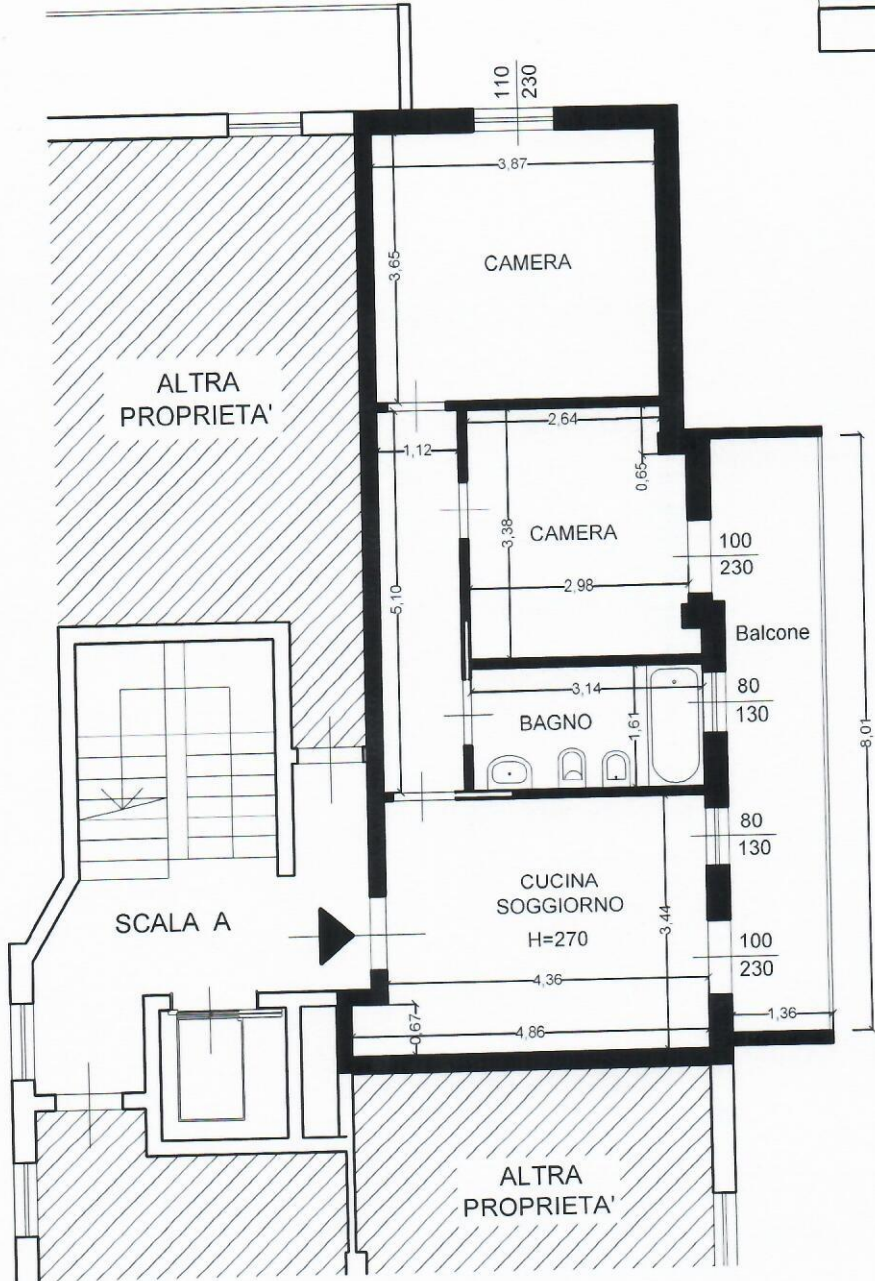 110
230
3,87
3,65
CAMERA
ALTRA
PROPRIETA'
2,64
1,12
0,65
3,38
CAMERA
100
230
5,10
2,98
Balcone
3,14
80
130
BAGNO
1,61
8,01
80
130
CUCINA
SOGGIORNO
H=270
3,44
SCALA A
100
230
4,36
0,67
4,86
1,36
ALTRA
PROPRIETA'